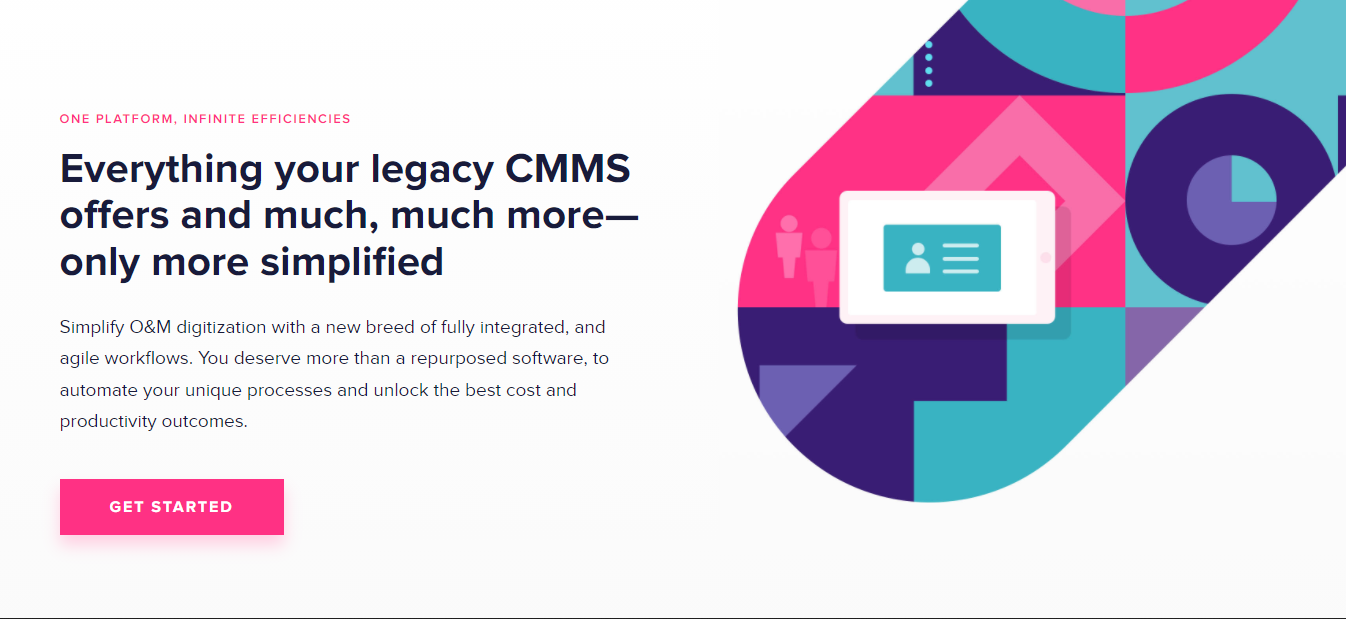 ONE PLATFORM, INFINITE EFFICIENCIES
Everything your legacy CMMS
offers and much, much more—
only more simplified
Simplify O&M digitization with a new breed of fully integrated, and
agile workflows. You deserve more than a repurposed software, to
automate your unique processes and unlock the best cost and
productivity outcomes.
GET STARTED